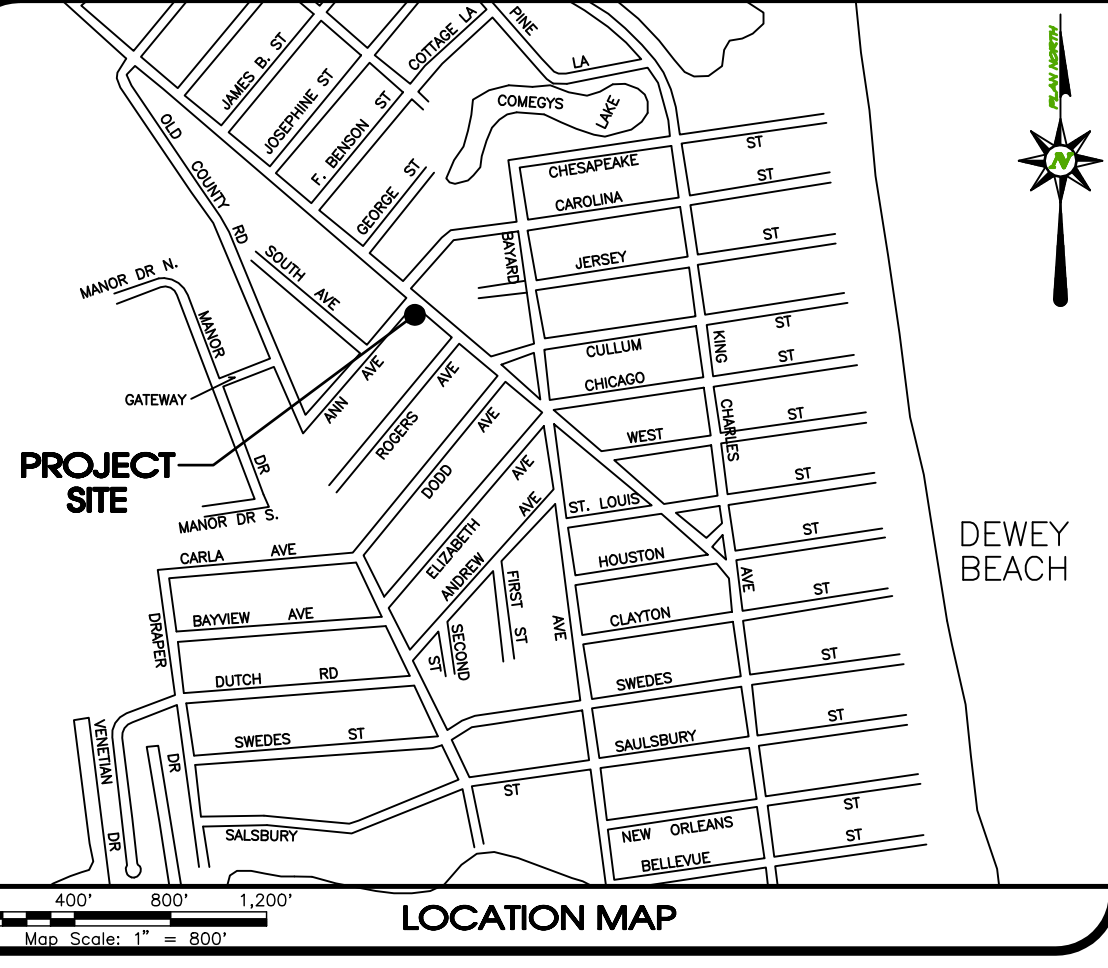 PINE
LA
COTTAGE LA
JAMES B. ST
JOSEPHINE ST
F. BENSON ST
GEORGE ST
COMEGYS
LAKE
PLAN NORTH
N
OLD
COUNTY
RD
CHESAPEAKE
ST
CAROLINA
ST
BAYARD
JERSEY
ST
SOUTH AVE
MANOR DR N.
MANOR
DR
GATEWAY
MANOR DR S.
CULLUM
ST
KING
CHARLES
AVE
CHICAGO
ST
ANN AVE
ROGERS AVE
DODD AVE
ELIZABETH AVE
ANDREW AVE
WEST
ST
PROJECT
SITE
ST. LOUIS
ST
HOUSTON
ST
DEWEY
BEACH
CARLA AVE
BAYVIEW AVE
DRAPER
DR
FIRST ST
SECOND
ST
AVE
CLAYTON
ST
DUTCH RD
SWEDES
ST
SWEDES ST
SAULSBURY
ST
VENETIAN
DR
ST
SALSBURY
NEW ORLEANS
ST
BELLEVUE
ST
400' 800' 1,200'
Map Scale: 1" = 800'
LOCATION MAP